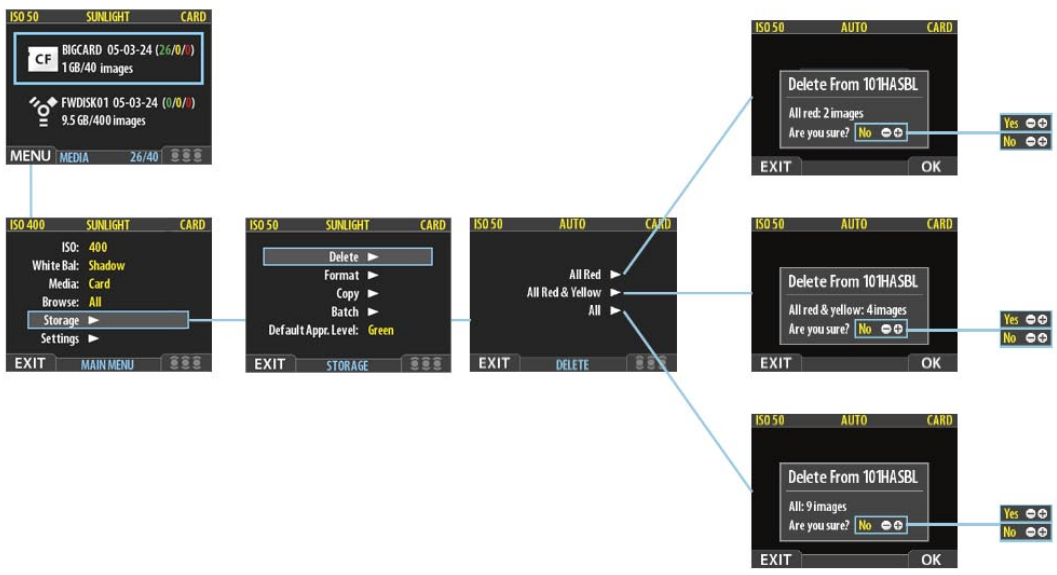 ISO 50 SUNLIGHT CARD
CF
BIGCARD 05-03-24 (26/0/0)
1 GB/40 images
FWDISK01 05-03-24 (0/0/0)
9.5 GB/400 images
MENU MEDIA 26/40
ISO 400 SUNLIGHT CARD
ISO: 400
White Bal: Shadow
Media: Card
Browse: All
Storage ►
Settings ►
EXIT MAIN MENU
ISO 50 SUNLIGHT CARD
Delete ►
Format ►
Copy ►
Batch ►
Default Appr. Level: Green
EXIT STORAGE
ISO 50 AUTO CARD
All Red ►
All Red & Yellow ►
All ►
EXIT DELETE
ISO 50 AUTO CARD
Delete From 101HASBL
All red: 2 images
Are you sure? No
EXIT OK
Yes
No
ISO 50 AUTO CARD
Delete From 101HASBL
All red & yellow: 4 images
Are you sure? No
EXIT OK
Yes
No
ISO 50 AUTO CARD
Delete From 101HASBL
All: 9 images
Are you sure? No
EXIT OK
Yes
No